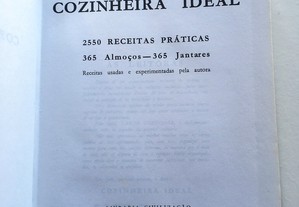 COZINHEIRA IDEAL
2550 RECEITAS PRÁTICAS
365 Almoços—365 Jantares
Receitas usadas e experimentadas pela autora